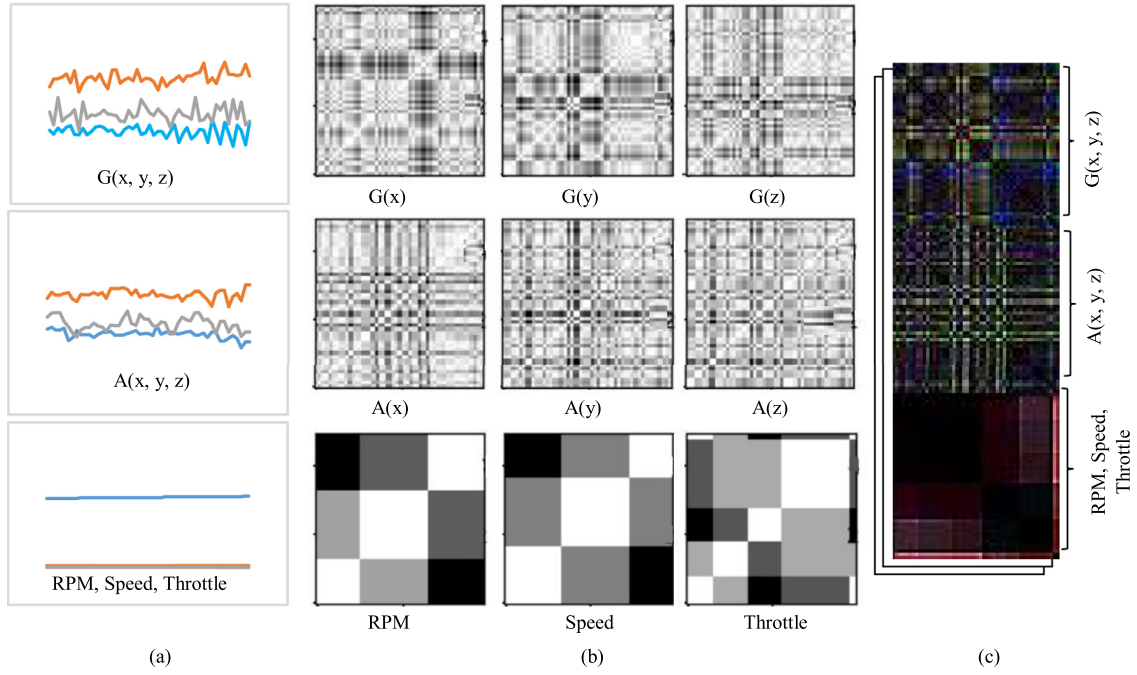 G(x, y, z)
A(x, y, z)
RPM, Speed, Throttle
(a)
G(x)
G(y)
G(z)
A(x)
A(y)
A(z)
RPM
Speed
Throttle
(b)
G(x, y, z)
A(x, y, z)
RPM, Speed,
Throttle
(c)